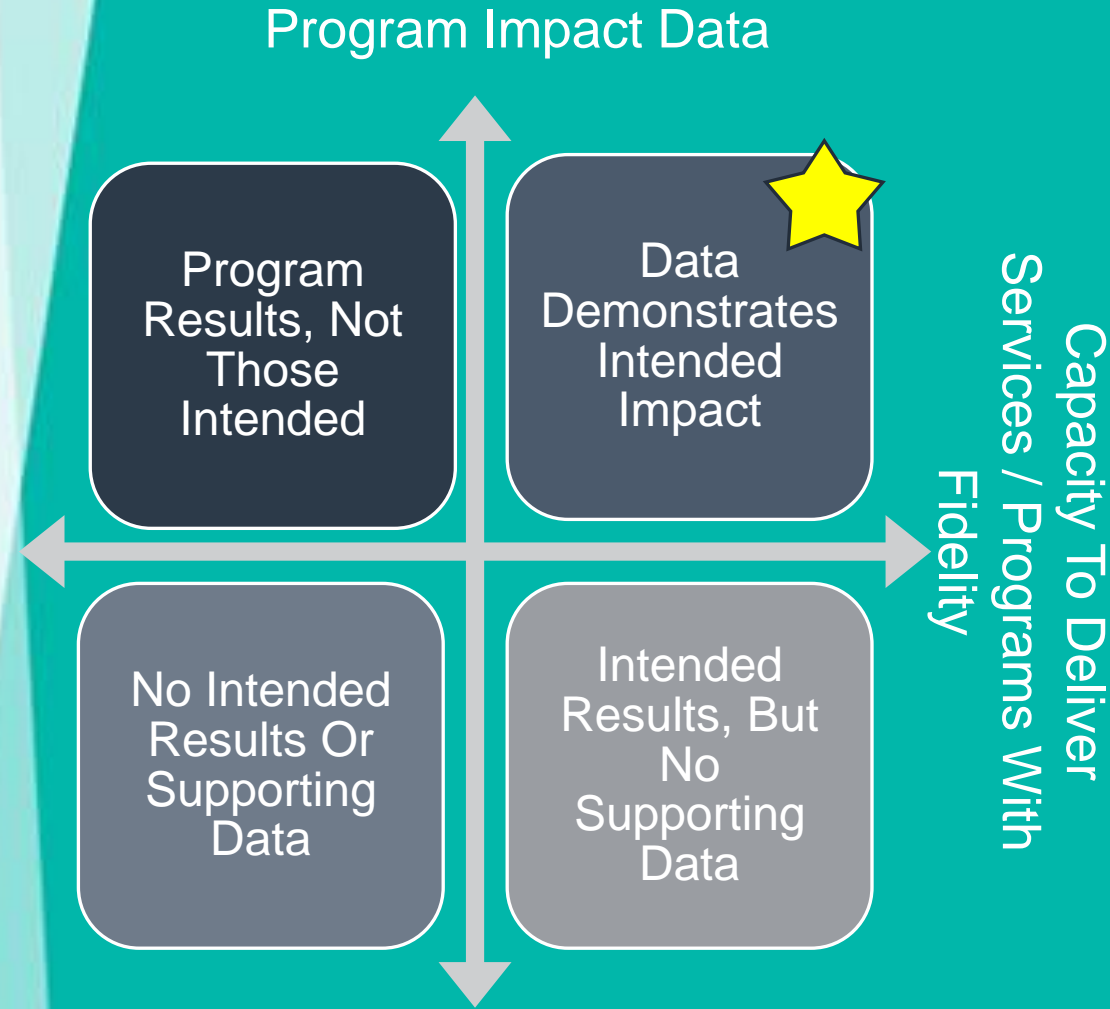 Program Impact Data
Program
Results, Not
Those
Intended
Data
Demonstrates
Intended
Impact
No Intended
Results Or
Supporting
Data
Intended
Results, But
No
Supporting
Data
Capacity To Deliver
Services / Programs With
Fidelity